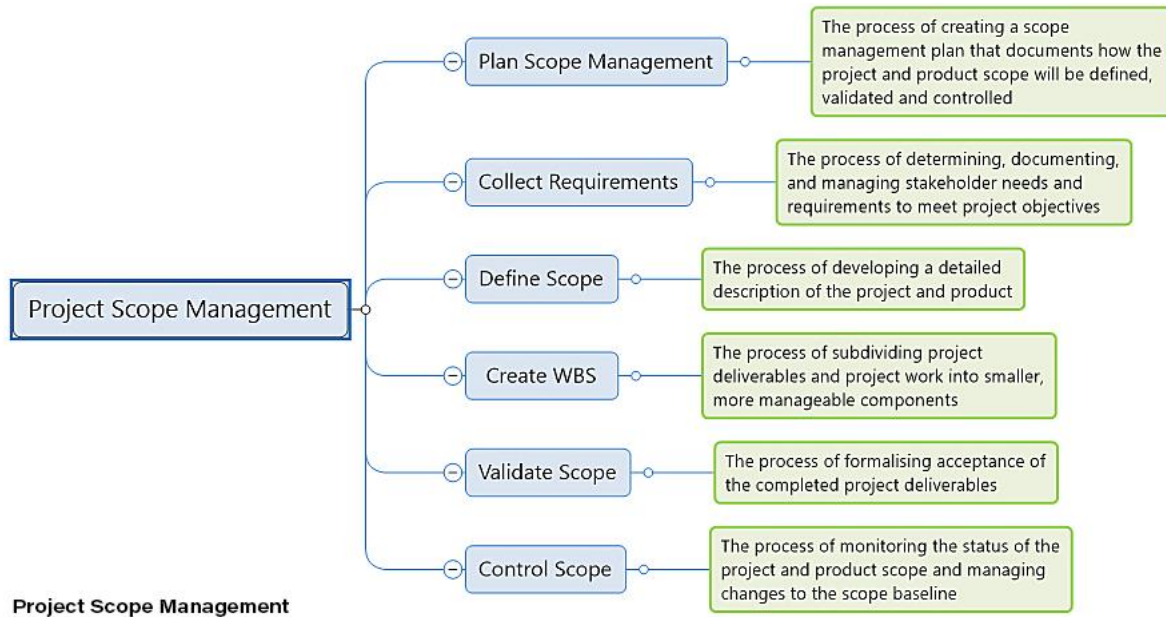 Project Scope Management
Plan Scope Management
The process of creating a scope
management plan that documents how the
project and product scope will be defined,
validated and controlled
Collect Requirements
The process of determining, documenting,
and managing stakeholder needs and
requirements to meet project objectives
Define Scope
The process of developing a detailed
description of the project and product
Create WBS
The process of subdividing project
deliverables and project work into smaller,
more manageable components
Validate Scope
The process of formalising acceptance of
the completed project deliverables
Control Scope
The process of monitoring the status of the
project and product scope and managing
changes to the scope baseline
Project Scope Management